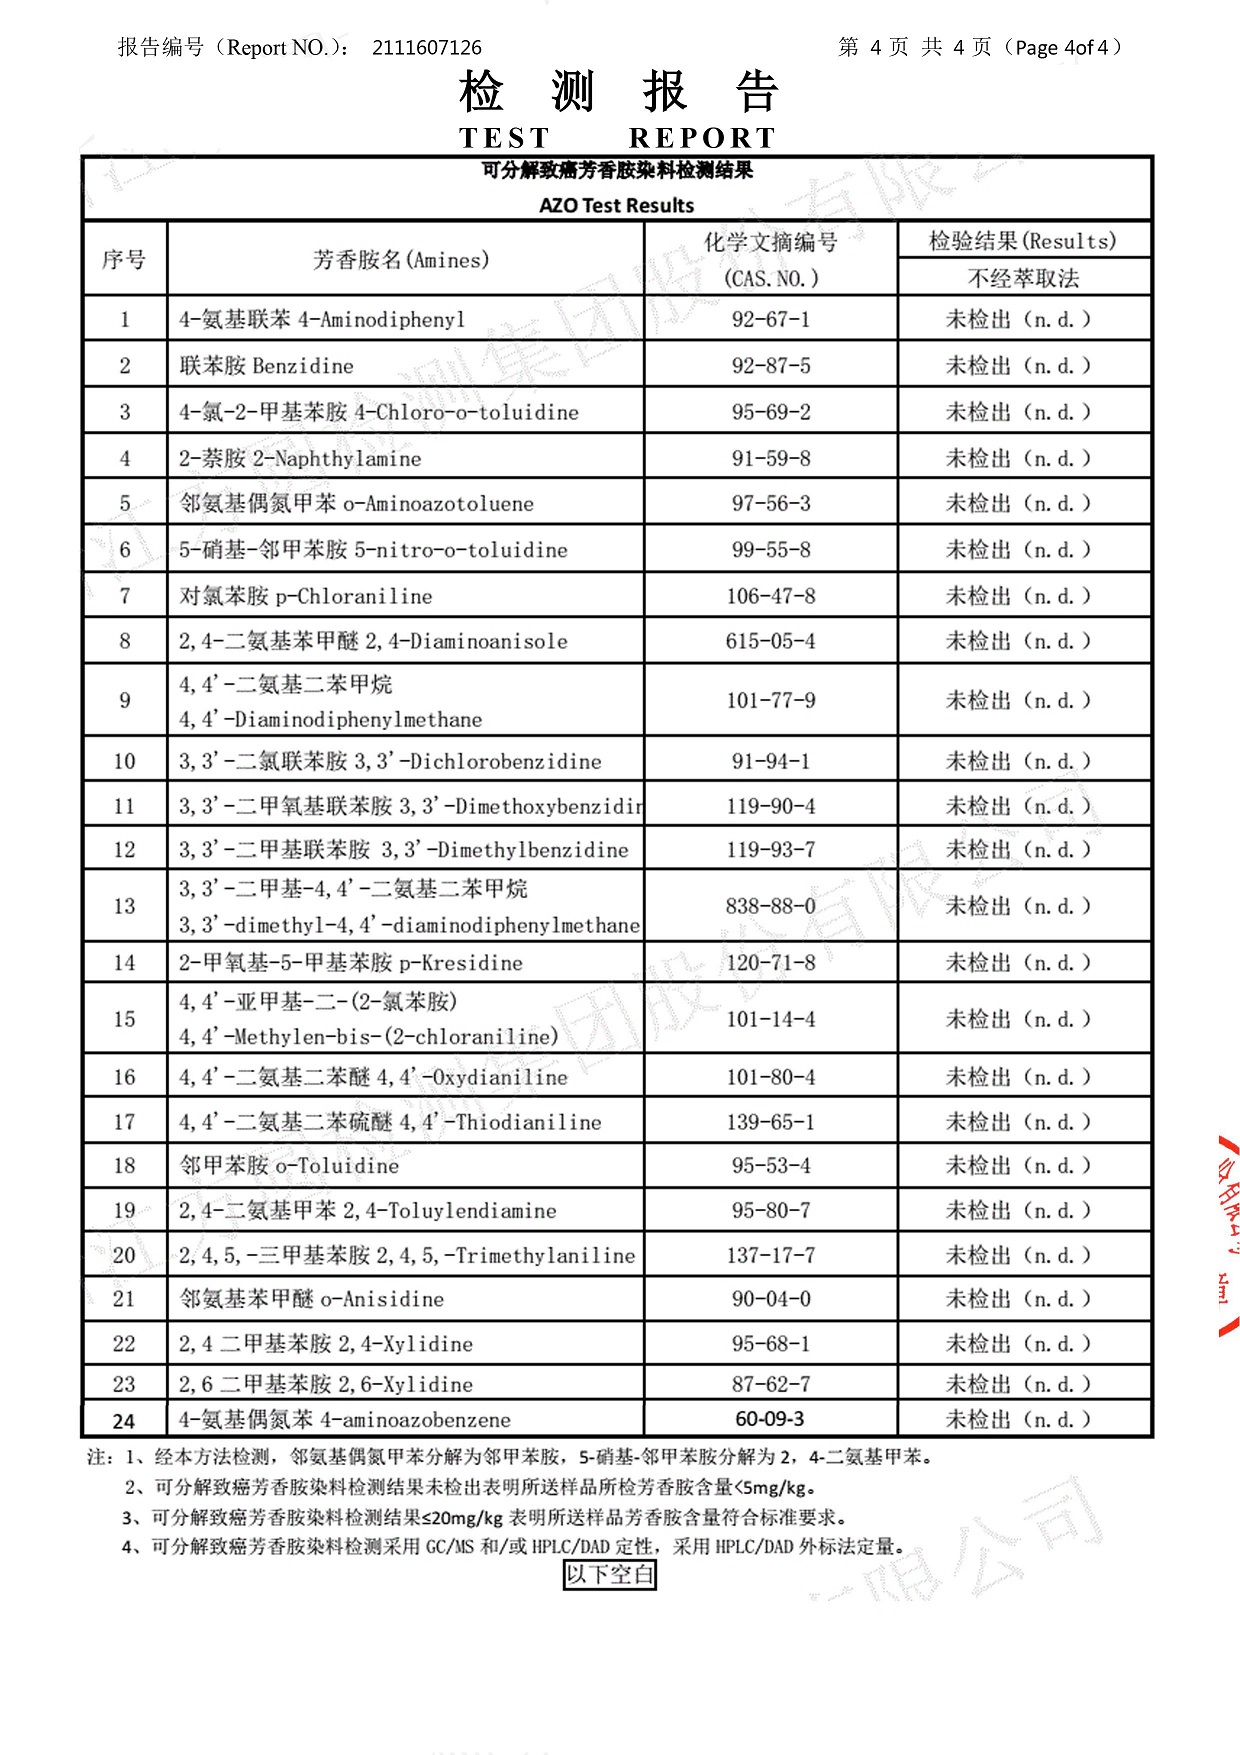 报告编号（Report NO.）： 2111607126
第 4 页 共 4 页（Page 4of 4）
检 测 报 告
TEST REPORT
可分解致癌芳香胺染料检测结果
AZO Test Results
序号 芳香胺名(Amines) 化学文摘编号 (CAS.NO.) 检验结果(Results)
不经萃取法
1 4-氨基联苯 4-Aminodiphenyl 92-67-1 未检出（n.d.）
2 联苯胺 Benzidine 92-87-5 未检出（n.d.）
3 4-氯-2-甲基苯胺 4-Chloro-o-toluidine 95-69-2 未检出（n.d.）
4 2-萘胺 2-Naphthylamine 91-59-8 未检出（n.d.）
5 邻氨基偶氮甲苯 o-Aminoazotoluene 97-56-3 未检出（n.d.）
6 5-硝基-邻甲苯胺 5-nitro-o-toluidine 99-55-8 未检出（n.d.）
7 对氯苯胺 p-Chloraniline 106-47-8 未检出（n.d.）
8 2,4-二氨基苯甲醚 2,4-Diaminoanisole 615-05-4 未检出（n.d.）
9 4,4'-二氨基二苯甲烷
4,4'-Diaminodiphenylmethane 101-77-9 未检出（n.d.）
10 3,3'-二氯联苯胺 3,3'-Dichlorobenzidine 91-94-1 未检出（n.d.）
11 3,3'-二甲氧基联苯胺 3,3'-Dimethoxybenzidir 119-90-4 未检出（n.d.）
12 3,3'-二甲基联苯胺 3,3'-Dimethylbenzidine 119-93-7 未检出（n.d.）
13 3,3'-二甲基-4,4'-二氨基二苯甲烷
3,3'-dimethyl-4,4'-diaminodiphenylmethane 838-88-0 未检出（n.d.）
14 2-甲氧基-5-甲基苯胺 p-Kresidine 120-71-8 未检出（n.d.）
15 4,4'-亚甲基-二-(2-氯苯胺)
4,4'-Methylen-bis-(2-chloraniline) 101-14-4 未检出（n.d.）
16 4,4'-二氨基二苯醚 4,4'-Oxydianiline 101-80-4 未检出（n.d.）
17 4,4'-二氨基二苯硫醚 4,4'-Thiodianiline 139-65-1 未检出（n.d.）
18 邻甲苯胺 o-Toluidine 95-53-4 未检出（n.d.）
19 2,4-二氨基甲苯 2,4-Toluylendiamine 95-80-7 未检出（n.d.）
20 2,4,5,-三甲基苯胺 2,4,5,-Trimethylaniline 137-17-7 未检出（n.d.）
21 邻氨基苯甲醚 o-Anisidine 90-04-0 未检出（n.d.）
22 2,4 二甲基苯胺 2,4-Xylidine 95-68-1 未检出（n.d.）
23 2,6 二甲基苯胺 2,6-Xylidine 87-62-7 未检出（n.d.）
24 4-氨基偶氮苯 4-aminoazobenzene 60-09-3 未检出（n.d.）
注：1、经本方法检测，邻氨基偶氮甲苯分解为邻甲苯胺，5-硝基-邻甲苯胺分解为 2，4-二氨基甲苯。
2、可分解致癌芳香胺染料检测结果未检出表明所送样品所检芳香胺含量<5mg/kg。
3、可分解致癌芳香胺染料检测结果≤20mg/kg 表明所送样品芳香胺含量符合标准要求。
4、可分解致癌芳香胺染料检测采用 GC/MS 和/或 HPLC/DAD 定性，采用 HPLC/DAD 外标法定量。
以下空白